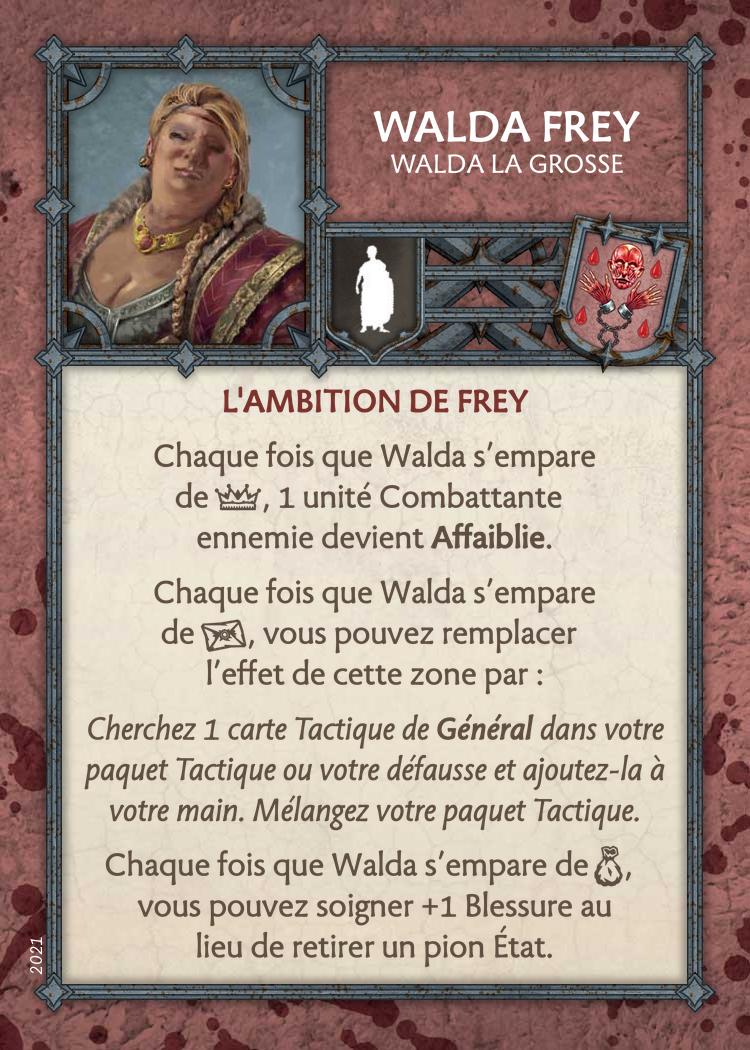 WALDA FREY
WALDA LA GROSSE
L'AMBITION DE FREY
Chaque fois que Walda s’empare
de , 1 unité Combattante
ennemie devient Affaiblie.
Chaque fois que Walda s’empare
de , vous pouvez remplacer
l’effet de cette zone par :
Cherchez 1 carte Tactique de Général dans votre
paquet Tactique ou votre défausse et ajoutez-la à
votre main. Mélangez votre paquet Tactique.
Chaque fois que Walda s’empare de ,
vous pouvez soigner +1 Blessure au
lieu de retirer un pion État.
2021